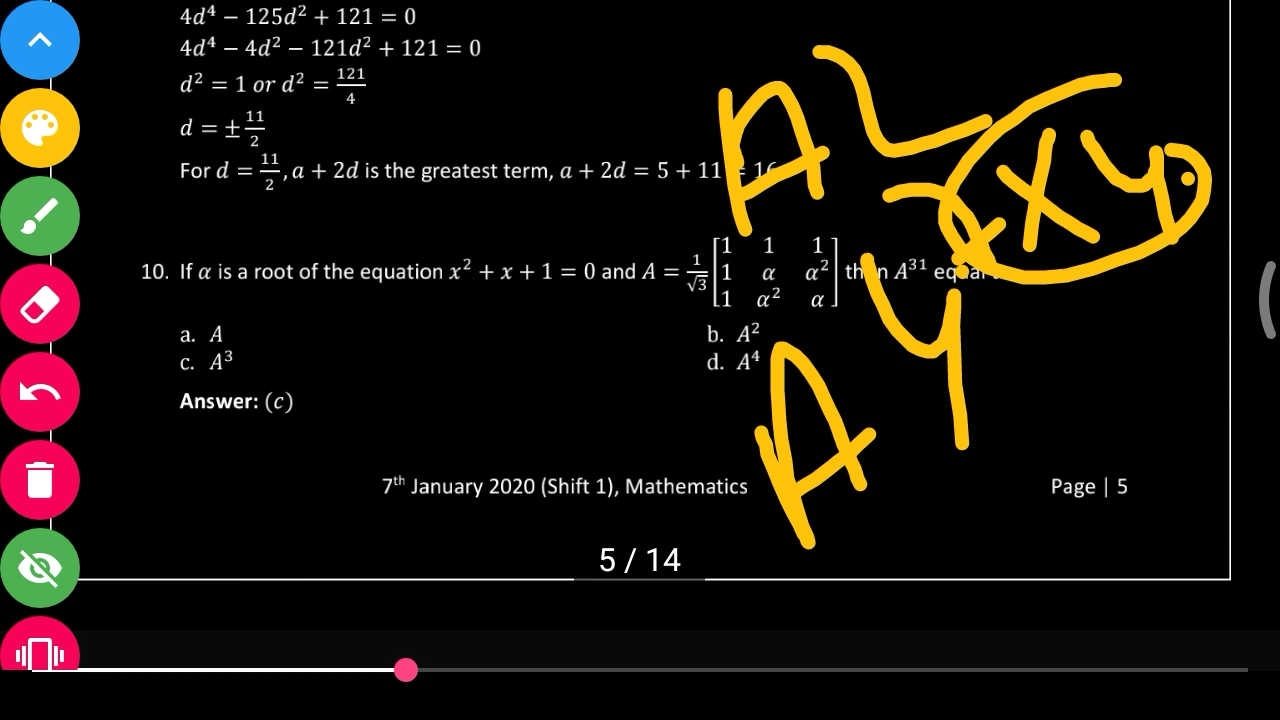 4d⁴ − 125d² + 121 = 0
4d⁴ − 4d² − 121d² + 121 = 0
d² = 1 or d² = 121/4
d = ± 11/2
For d = 11/2, a + 2d is the greatest term, a + 2d = 5 + 11 = 16
10. If α is a root of the equation x² + x + 1 = 0 and A = 1/√3 [1 1 1; 1 α α²; 1 α² α] then A³¹ equal
a. A b. A²
c. A³ d. A⁴
Answer: (c)
7th January 2020 (Shift 1), Mathematics Page | 5
5 / 14
A
A